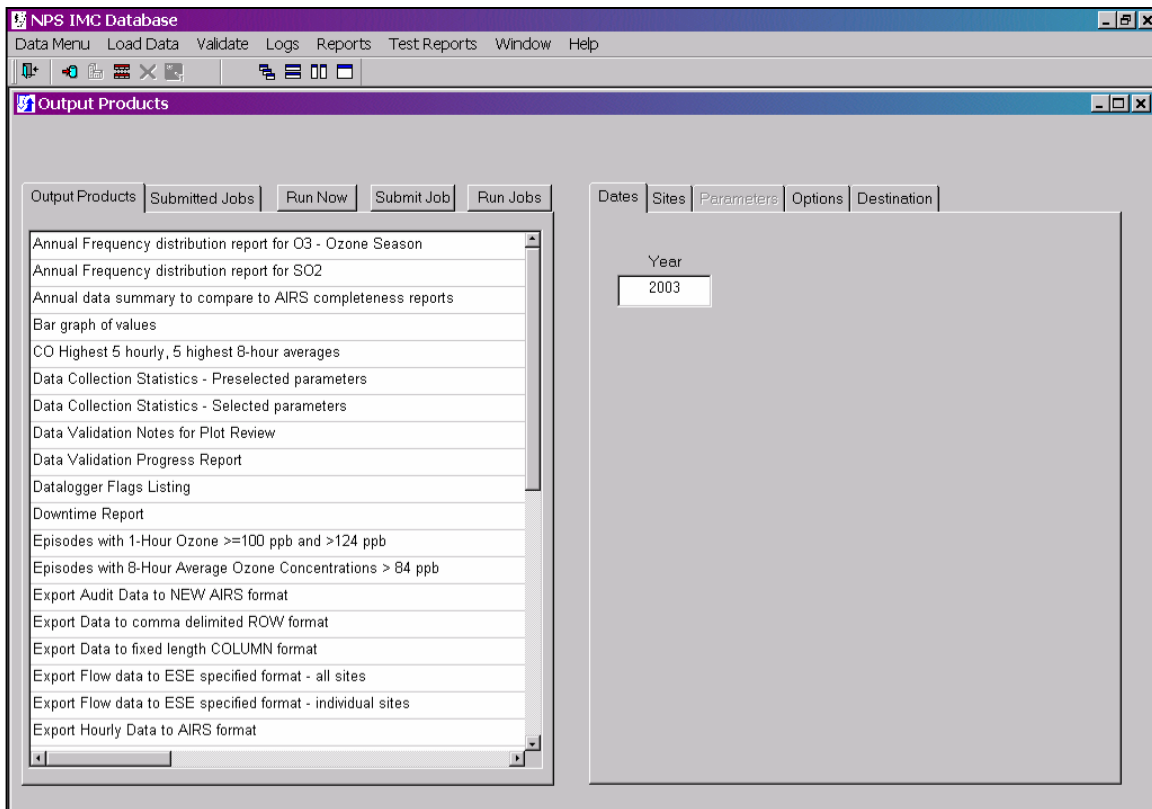 NPS IMC Database
Data Menu Load Data Validate Logs Reports Test Reports Window Help
Output Products
Output Products Submitted Jobs Run Now Submit Job Run Jobs
Dates Sites Parameters Options Destination
Annual Frequency distribution report for O3 - Ozone Season
Annual Frequency distribution report for SO2
Annual data summary to compare to AIRS completeness reports
Bar graph of values
CO Highest 5 hourly, 5 highest 8-hour averages
Data Collection Statistics - Preselected parameters
Data Collection Statistics - Selected parameters
Data Validation Notes for Plot Review
Data Validation Progress Report
Datalogger Flags Listing
Downtime Report
Episodes with 1-Hour Ozone >=100 ppb and >124 ppb
Episodes with 8-Hour Average Ozone Concentrations > 84 ppb
Export Audit Data to NEW AIRS format
Export Data to comma delimited ROW format
Export Data to fixed length COLUMN format
Export Flow data to ESE specified format - all sites
Export Flow data to ESE specified format - individual sites
Export Hourly Data to AIRS format
Year
2003